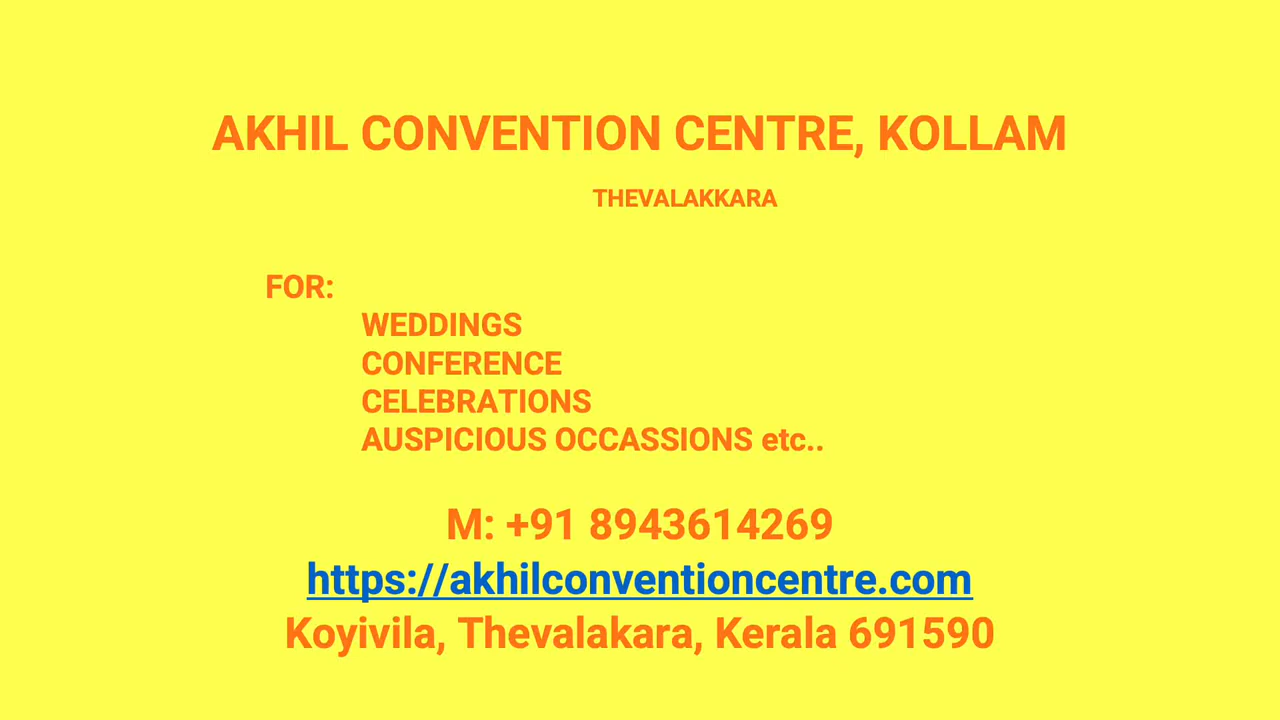 AKHIL CONVENTION CENTRE, KOLLAM
THEVALAKKARA
FOR:
WEDDINGS
CONFERENCE
CELEBRATIONS
AUSPICIOUS OCCASSIONS etc..
M: +91 8943614269
https://akhilconventioncentre.com
Koyivila, Thevalakara, Kerala 691590